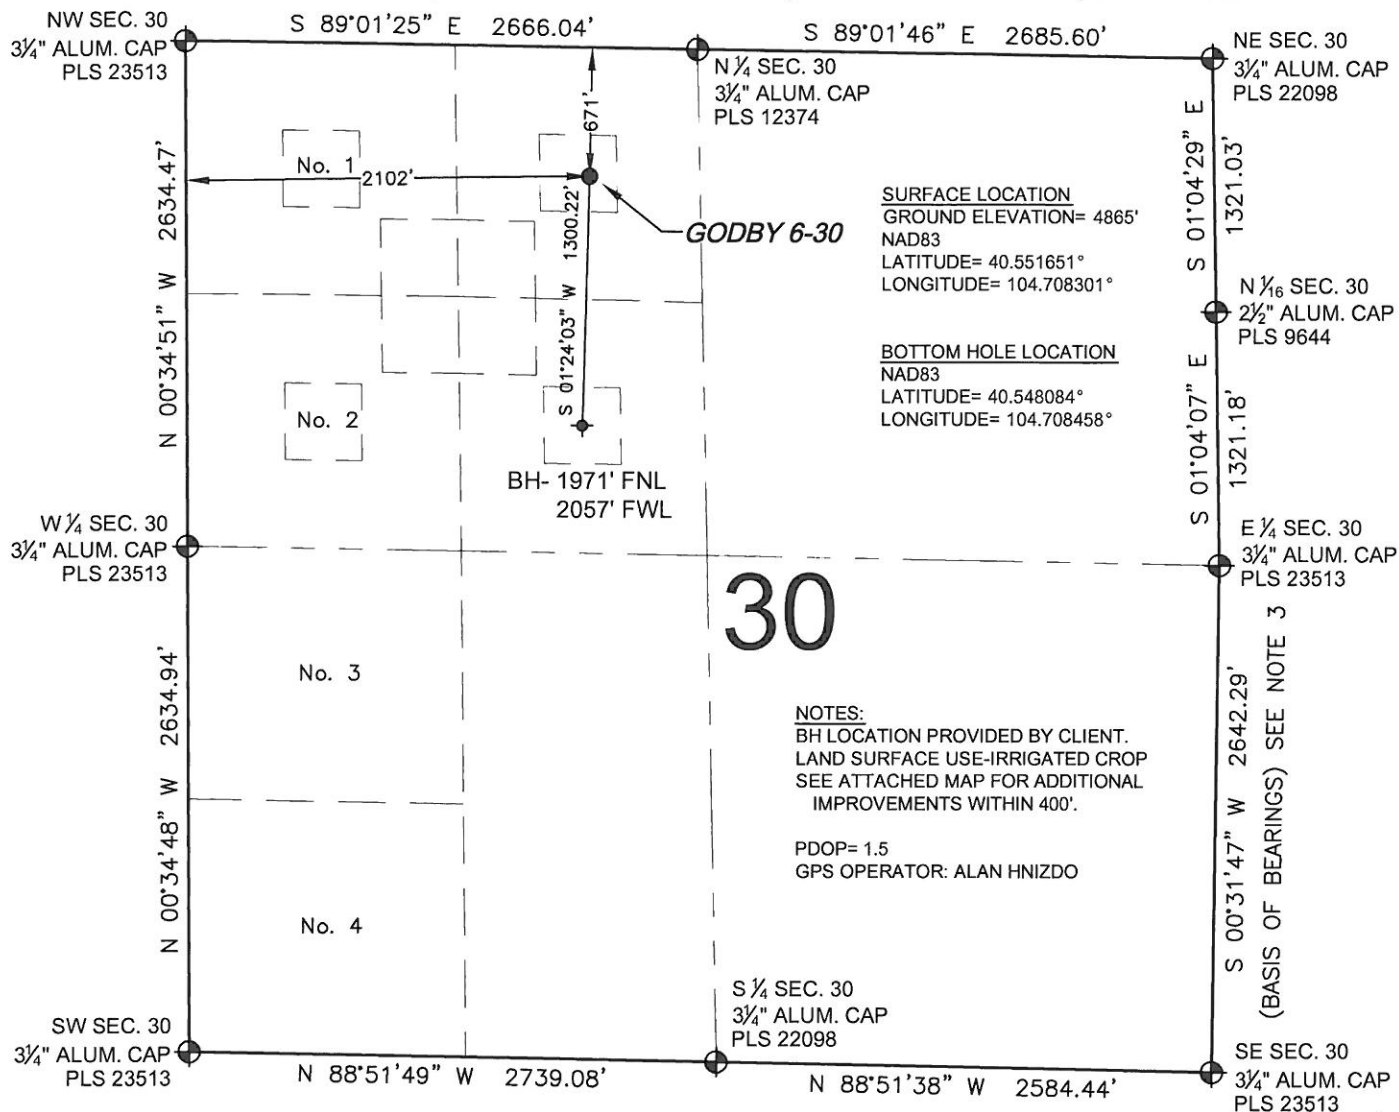 S 89°01'25" E 2666.04'
S 89°01'46" E 2685.60'
NW SEC. 30
3¼" ALUM. CAP
PLS 23513
N ¼ SEC. 30
3¼" ALUM. CAP
PLS 12374
NE SEC. 30
3¼" ALUM. CAP
PLS 22098
671'
No. 1
2102'
GODBY 6-30
S 01°24'03" W 1300.22'
N 00°34'51" W 2634.47'
SURFACE LOCATION
GROUND ELEVATION= 4865'
NAD83
LATITUDE= 40.551651°
LONGITUDE= 104.708301°
S 01°04'29" E
1321.03'
N 1/16 SEC. 30
2½" ALUM. CAP
PLS 9644
BOTTOM HOLE LOCATION
NAD83
LATITUDE= 40.548084°
LONGITUDE= 104.708458°
S 01°04'07" E
1321.18'
No. 2
BH- 1971' FNL
2057' FWL
W ¼ SEC. 30
3¼" ALUM. CAP
PLS 23513
E ¼ SEC. 30
3¼" ALUM. CAP
PLS 23513
30
No. 3
N 00°34'48" W 2634.94'
NOTES:
BH LOCATION PROVIDED BY CLIENT.
LAND SURFACE USE-IRRIGATED CROP
SEE ATTACHED MAP FOR ADDITIONAL
IMPROVEMENTS WITHIN 400'.
PDOP= 1.5
GPS OPERATOR: ALAN HNIZDO
S 00°31'47" W 2642.29'
(BASIS OF BEARINGS) SEE NOTE 3
No. 4
S ¼ SEC. 30
3¼" ALUM. CAP
PLS 22098
SW SEC. 30
3¼" ALUM. CAP
PLS 23513
SE SEC. 30
3¼" ALUM. CAP
PLS 23513
N 88°51'49" W 2739.08'
N 88°51'38" W 2584.44'